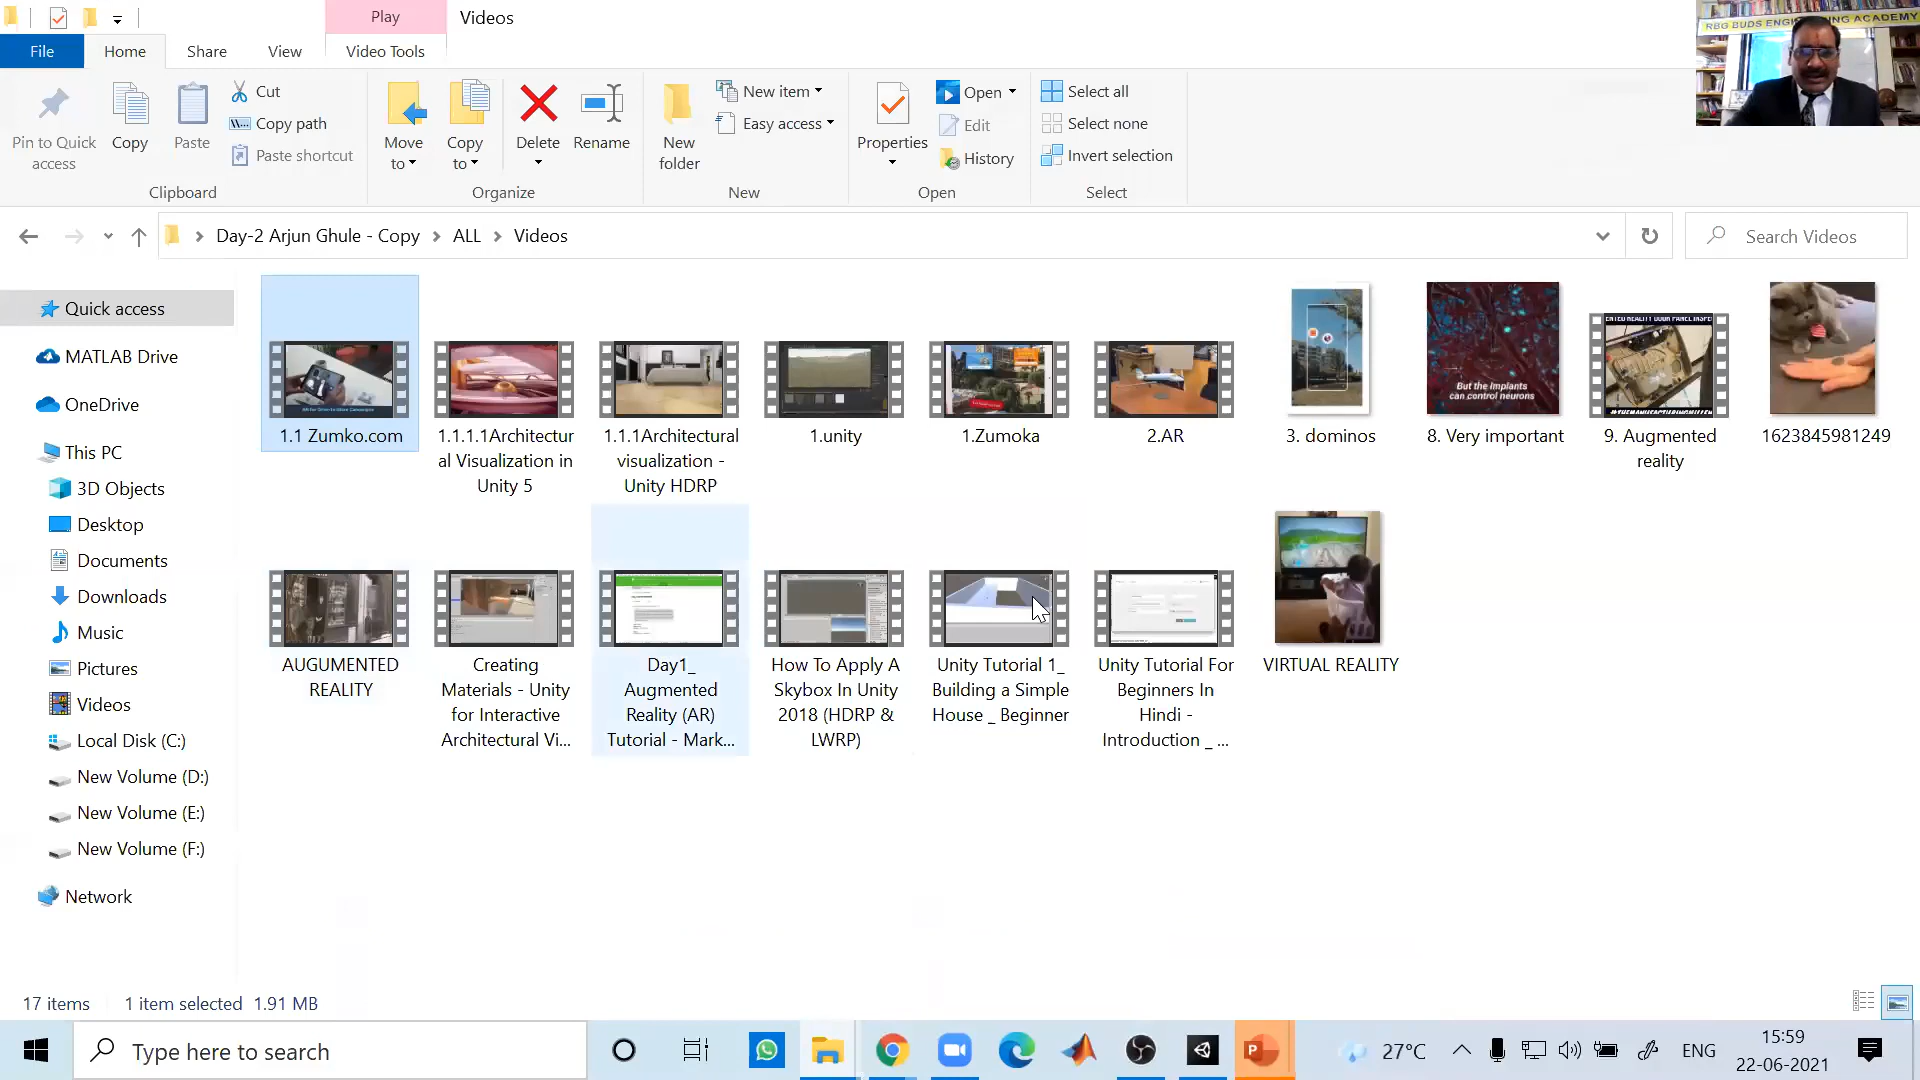 Play
Videos
RBG BUDS ENGINEERING ACADEMY
File
Home
Share
View
Video Tools
Pin to Quick
access
Copy
Paste
Cut
Copy path
Paste shortcut
Clipboard
Move
to
Copy
to
Delete
Rename
Organize
New
folder
New item
Easy access
New
Properties
Open
Edit
History
Open
Select all
Select none
Invert selection
Select
Day-2 Arjun Ghule - Copy
ALL
Videos
Search Videos
Quick access
MATLAB Drive
OneDrive
This PC
3D Objects
Desktop
Documents
Downloads
Music
Pictures
Videos
Local Disk (C:)
New Volume (D:)
New Volume (E:)
New Volume (F:)
Network
1.1 Zumko.com
1.1.1.1Architectur
al Visualization in
Unity 5
1.1.1Architectural
visualization -
Unity HDRP
1.unity
1.Zumoka
2.AR
3. dominos
But the Implants
can control neurons
8. Very important
9. Augmented
reality
1623845981249
AUGUMENTED
REALITY
Creating
Materials - Unity
for Interactive
Architectural Vi...
Day1_
Augmented
Reality (AR)
Tutorial - Mark...
How To Apply A
Skybox In Unity
2018 (HDRP &
LWRP)
Unity Tutorial 1_
Building a Simple
House _ Beginner
Unity Tutorial For
Beginners In
Hindi -
Introduction _ ...
VIRTUAL REALITY
17 items
1 item selected 1.91 MB
Type here to search
27°C
ENG
15:59
22-06-2021